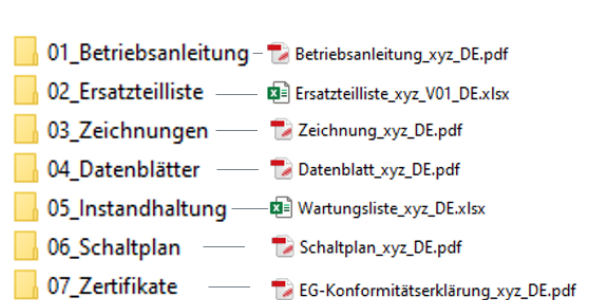 01_Betriebsanleitung Betriebsanleitung_xyz_DE.pdf
02_Ersatzteilliste Ersatzteilliste_xyz_V01_DE.xlsx
03_Zeichnungen Zeichnung_xyz_DE.pdf
04_Datenblätter Datenblatt_xyz_DE.pdf
05_Instandhaltung Wartungsliste_xyz_DE.xlsx
06_Schaltplan Schaltplan_xyz_DE.pdf
07_Zertifikate EG-Konformitätserklärung_xyz_DE.pdf